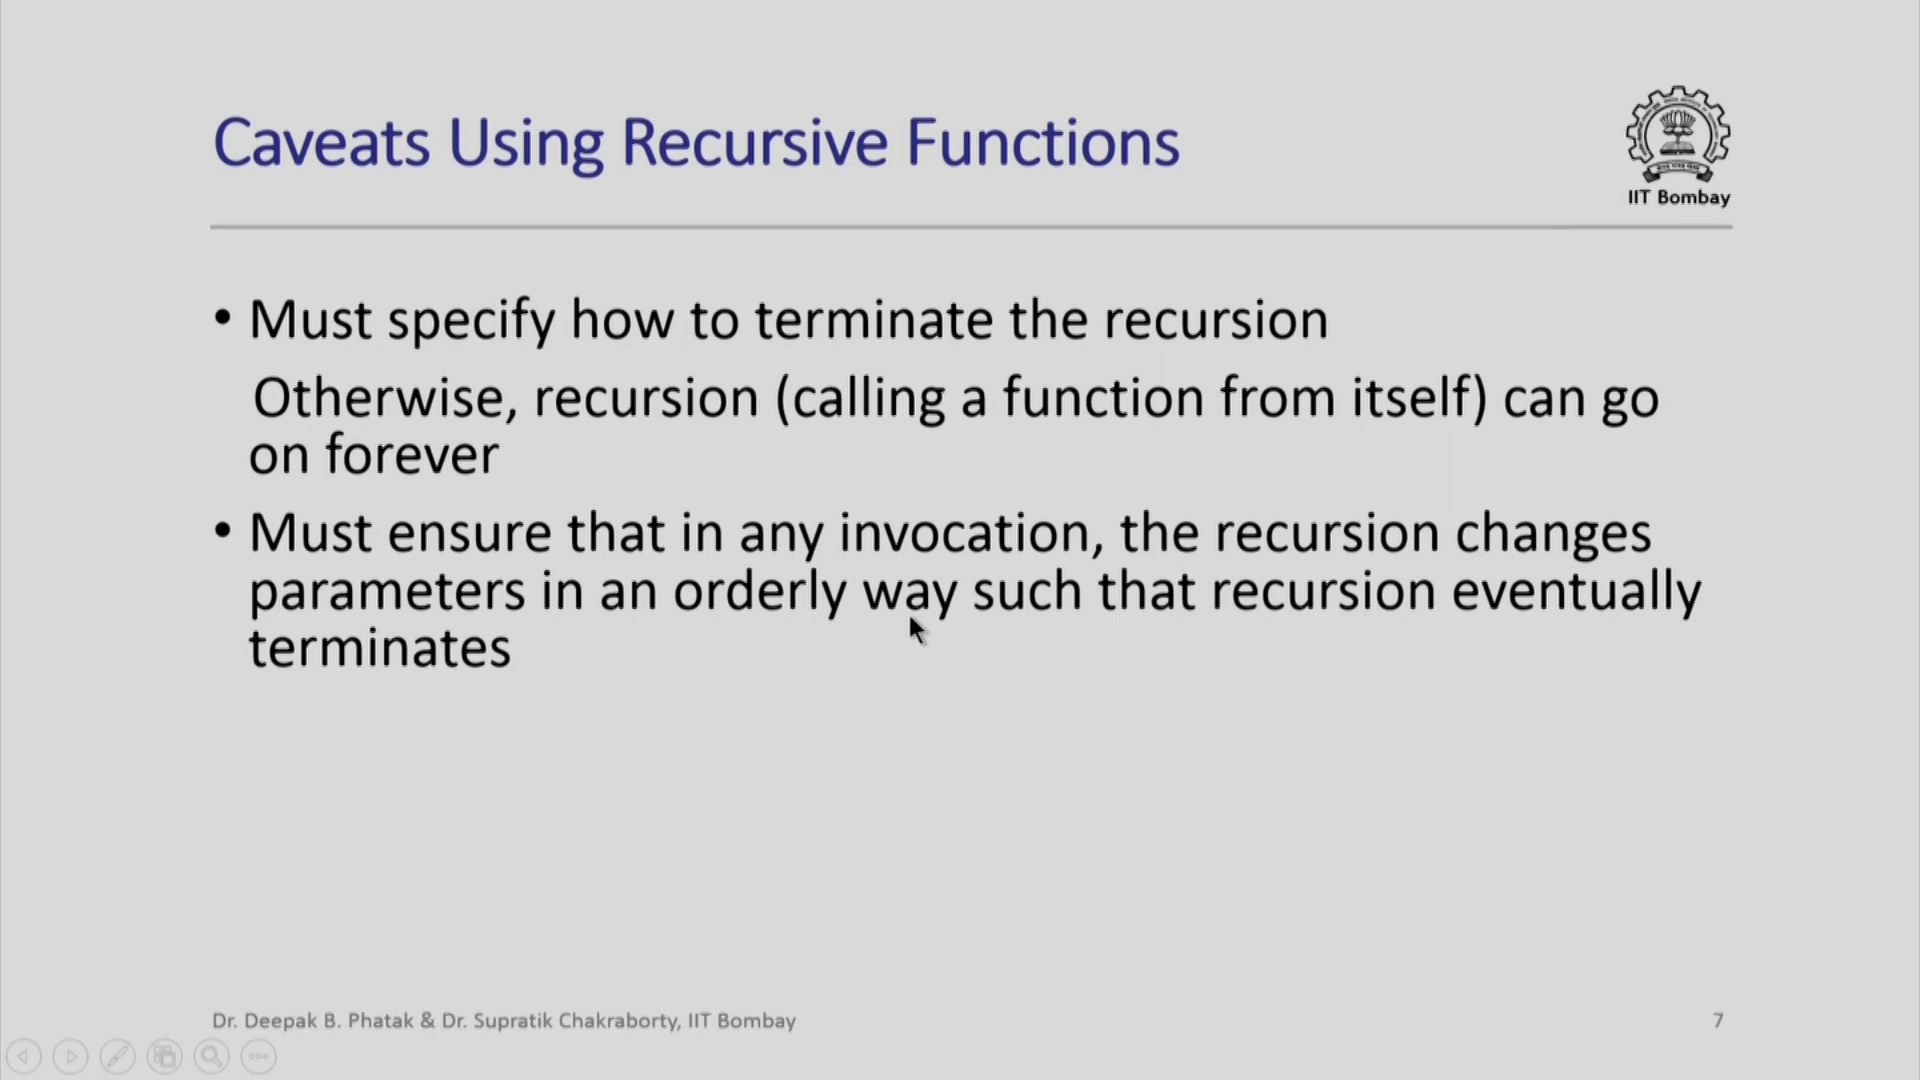 Caveats Using Recursive Functions
IIT Bombay
• Must specify how to terminate the recursion
Otherwise, recursion (calling a function from itself) can go
on forever
• Must ensure that in any invocation, the recursion changes
parameters in an orderly way such that recursion eventually
terminates
Dr. Deepak B. Phatak & Dr. Supratik Chakraborty, IIT Bombay
7